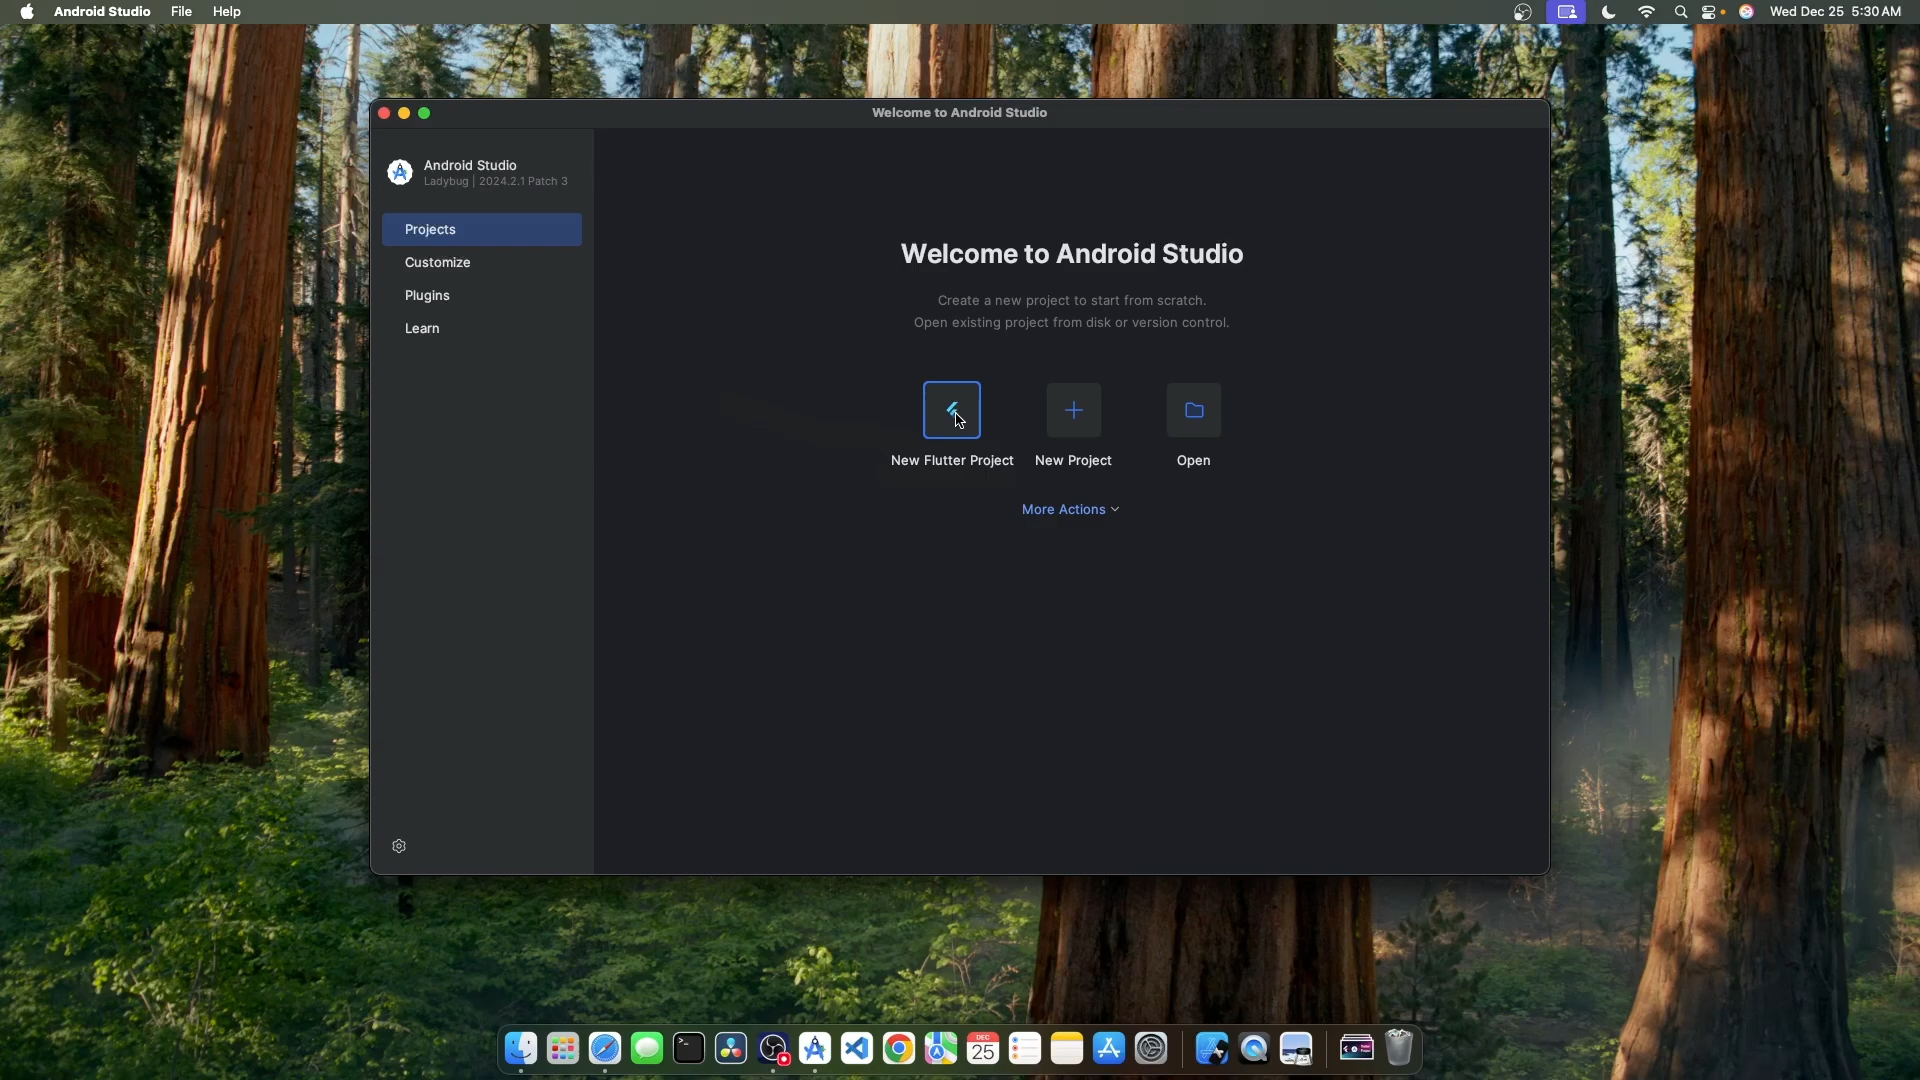 Android Studio File Help
Wed Dec 25 5:30 AM
Welcome to Android Studio
Android Studio
Ladybug | 2024.2.1 Patch 3
Projects
Customize
Plugins
Learn
Welcome to Android Studio
Create a new project to start from scratch.
Open existing project from disk or version control.
New Flutter Project
New Project
Open
More Actions
DEC
25